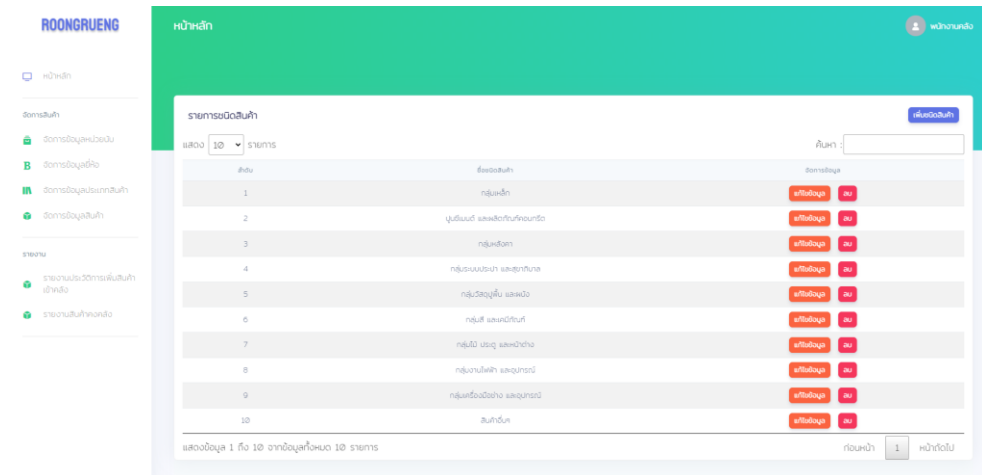 ROONGRUENG
หน้าหลัก
พนักงานคลัง
หน้าหลัก
จัดการสินค้า
จัดการข้อมูลหน่วยนับ
จัดการข้อมูลยี่ห้อ
จัดการข้อมูลประเภทสินค้า
จัดการข้อมูลสินค้า
รายงาน
รายงานประวัติการเพิ่มสินค้า
เข้าคลัง
รายงานสินค้าคงคลัง
รายการชนิดสินค้า
เพิ่มชนิดสินค้า
แสดง 10 รายการ
ค้นหา :
ลำดับ ชื่อชนิดสินค้า จัดการข้อมูล
1 กลุ่มเหล็ก แก้ไขข้อมูล ลบ
2 ปูนซีเมนต์ และผลิตภัณฑ์คอนกรีต แก้ไขข้อมูล ลบ
3 กลุ่มหลังคา แก้ไขข้อมูล ลบ
4 กลุ่มระบบประปา และสุขาภิบาล แก้ไขข้อมูล ลบ
5 กลุ่มวัสดุปูพื้น และผนัง แก้ไขข้อมูล ลบ
6 กลุ่มสี และเคมีภัณฑ์ แก้ไขข้อมูล ลบ
7 กลุ่มไม้ ประตู และหน้าต่าง แก้ไขข้อมูล ลบ
8 กลุ่มงานไฟฟ้า และอุปกรณ์ แก้ไขข้อมูล ลบ
9 กลุ่มเครื่องมือช่าง และอุปกรณ์ แก้ไขข้อมูล ลบ
10 สินค้าอื่นๆ แก้ไขข้อมูล ลบ
แสดงข้อมูล 1 ถึง 10 จากข้อมูลทั้งหมด 10 รายการ
ก่อนหน้า 1 หน้าถัดไป